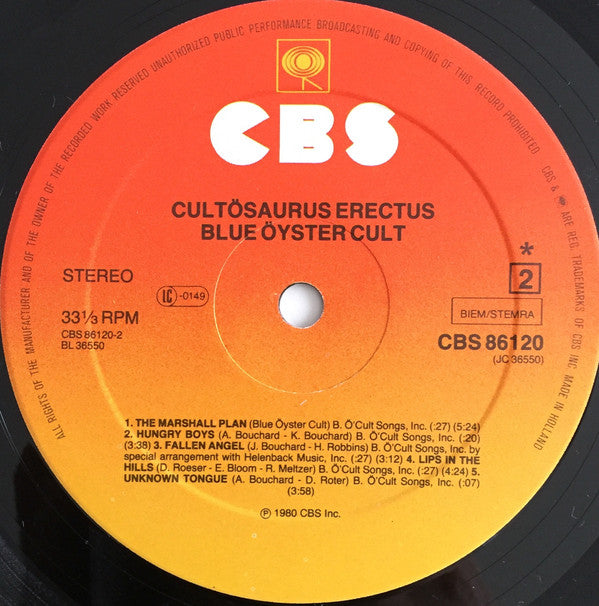 ALL RIGHTS OF THE MANUFACTURER AND OF THE OWNER OF THE RECORDED WORK RESERVED UNAUTHORIZED PUBLIC PERFORMANCE BROADCASTING AND COPYING OF THIS RECORD PROHIBITED CBS & ARE REG. TRADEMARKS OF CBS INC. MADE IN HOLLAND
CBS
CULTÖSAURUS ERECTUS
BLUE ÖYSTER CULT
STEREO
LC -0149
*
2
33⅓ RPM
BIEM/STEMRA
CBS 86120-2
CBS 86120
BL 36550
(JC 36550)
1. THE MARSHALL PLAN (Blue Öyster Cult) B. Ö'Cult Songs, Inc. (:27) (5:24)
2. HUNGRY BOYS (A. Bouchard - K. Bouchard) B. Ö'Cult Songs, Inc. (:20)
(3:38) 3. FALLEN ANGEL (J. Bouchard - H. Robbins) B. Ö'Cult Songs, Inc. by
special arrangement with Helenback Music, Inc. (:27) (3:12) 4. LIPS IN THE
HILLS (D. Roeser - E. Bloom - R. Meltzer) B. Ö'Cult Songs, Inc. (:27) (4:24) 5.
UNKNOWN TONGUE (A. Bouchard - D. Roter) B. Ö'Cult Songs, Inc. (:07)
(3:58)
℗ 1980 CBS Inc.